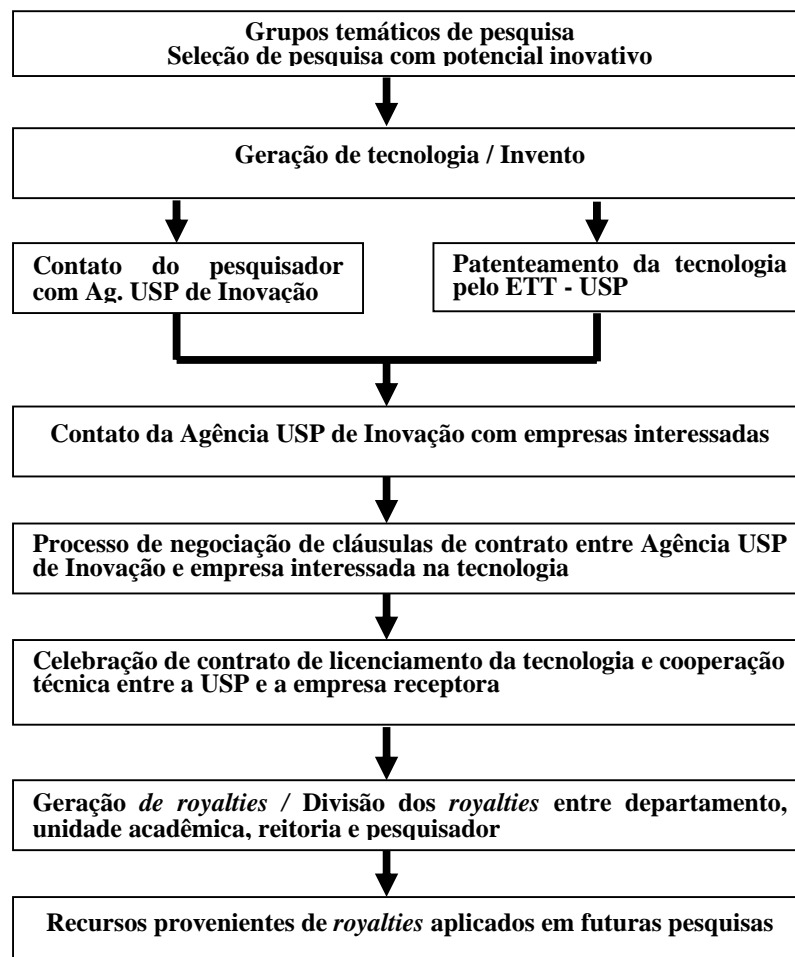 Grupos temáticos de pesquisa
Seleção de pesquisa com potencial inovativo
Geração de tecnologia / Invento
Contato do pesquisador
com Ag. USP de Inovação
Patenteamento da tecnologia
pelo ETT - USP
Contato da Agência USP de Inovação com empresas interessadas
Processo de negociação de cláusulas de contrato entre Agência USP
de Inovação e empresa interessada na tecnologia
Celebração de contrato de licenciamento da tecnologia e cooperação
técnica entre a USP e a empresa receptora
Geração de royalties / Divisão dos royalties entre departamento,
unidade acadêmica, reitoria e pesquisador
Recursos provenientes de royalties aplicados em futuras pesquisas